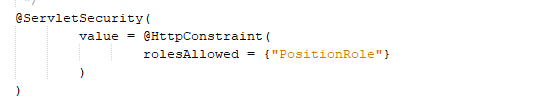 */
@ServletSecurity(
value = @HttpConstraint(
rolesAllowed = {"PositionRole"}
)
)